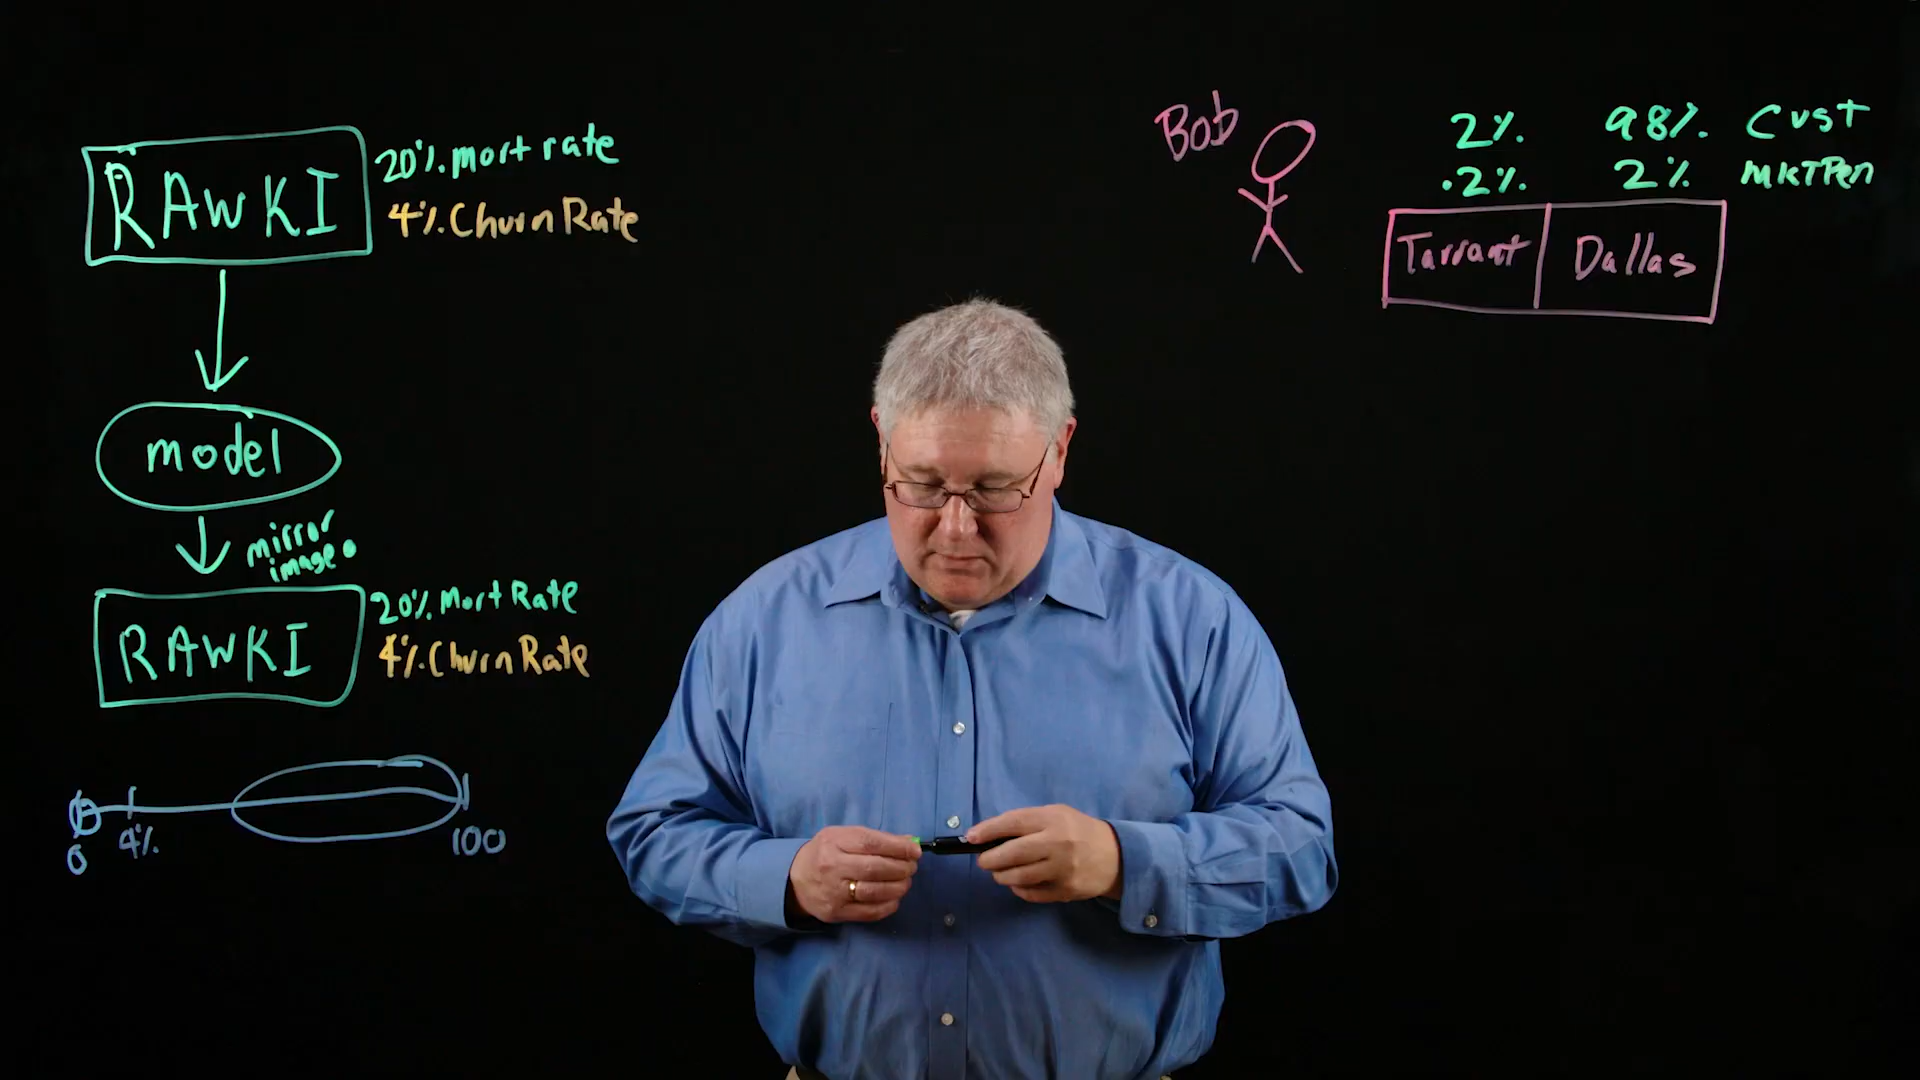 RAWKI
20% mort rate
4% Churn Rate
model
mirror
image
RAWKI
20% Mort Rate
4% Churn Rate
0 4% 100
Bob
2% 98% Cust
.2% 2% MKTPen
Tarrant Dallas